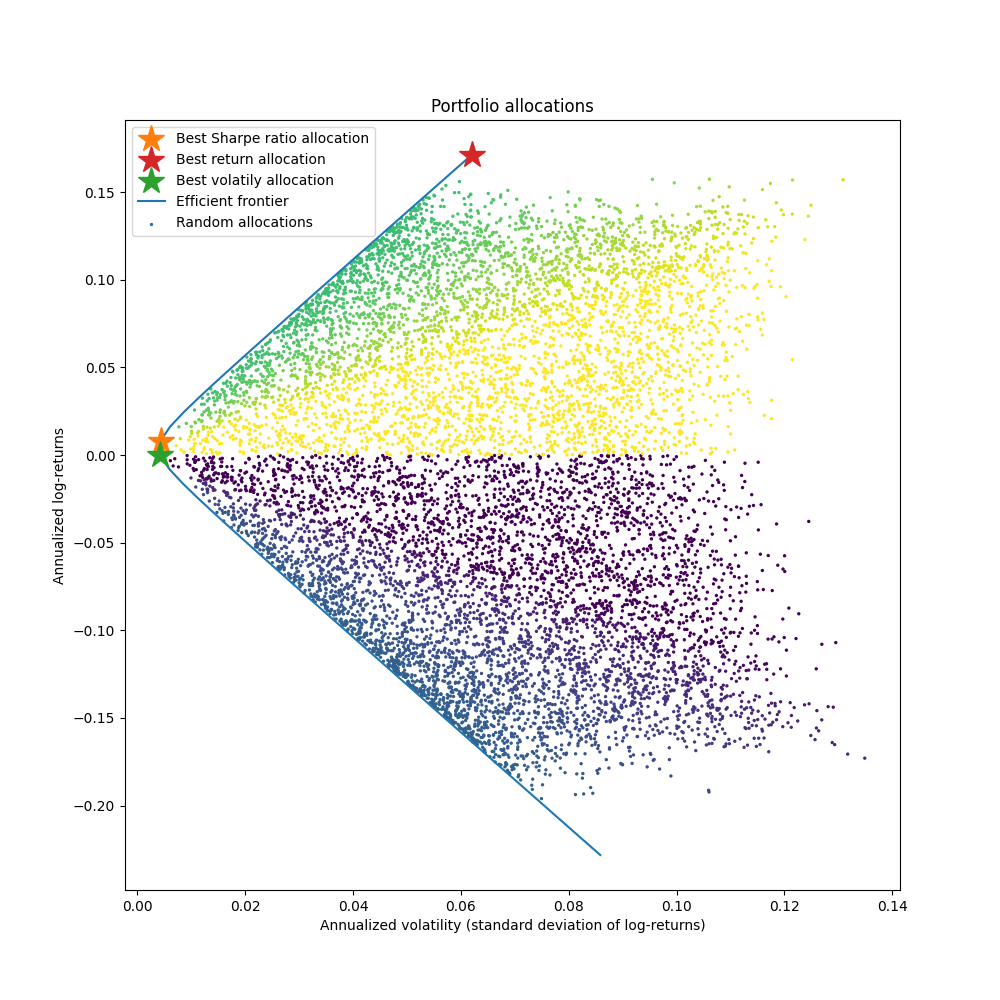 Portfolio allocations
Best Sharpe ratio allocation
Best return allocation
Best volatily allocation
Efficient frontier
Random allocations
0.15
0.10
0.05
0.00
−0.05
−0.10
−0.15
−0.20
Annualized log-returns
0.00 0.02 0.04 0.06 0.08 0.10 0.12 0.14
Annualized volatility (standard deviation of log-returns)